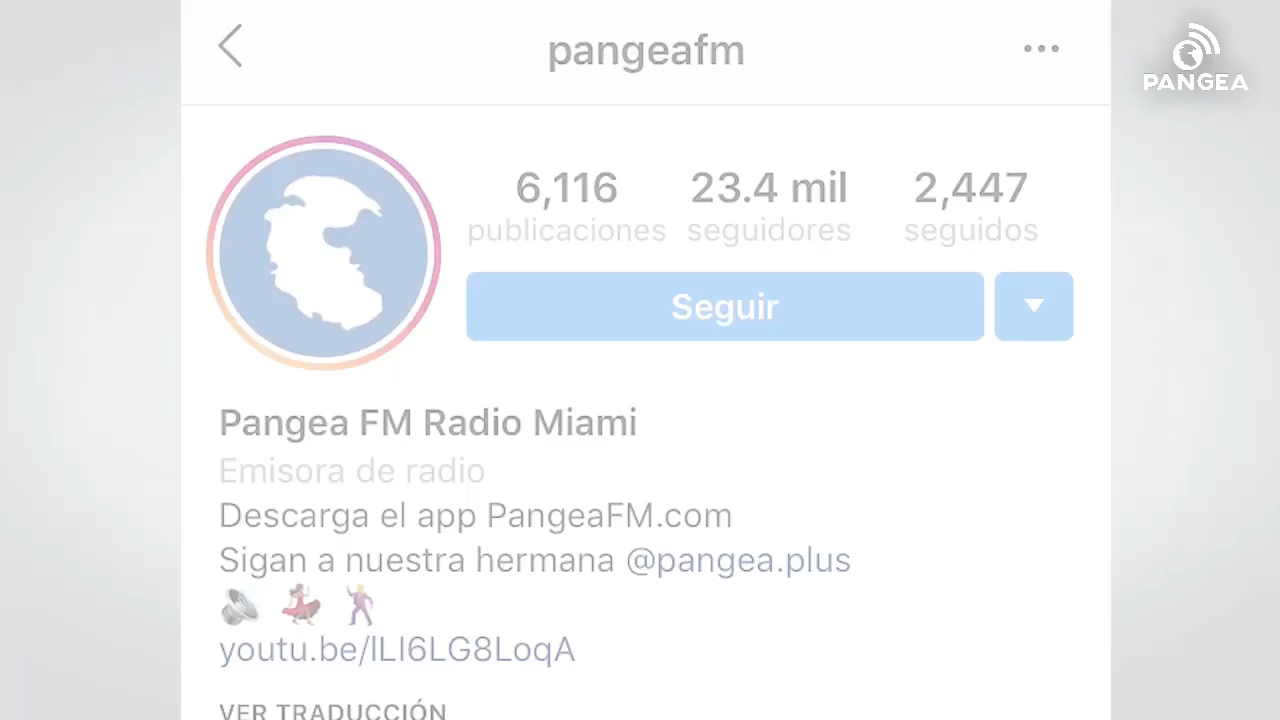 pangeafm
PANGEA
6,116 23.4 mil 2,447
publicaciones seguidores seguidos
Seguir
Pangea FM Radio Miami
Emisora de radio
Descarga el app PangeaFM.com
Sigan a nuestra hermana @pangea.plus
youtu.be/lLI6LG8LoqA
VER TRADUCCIÓN